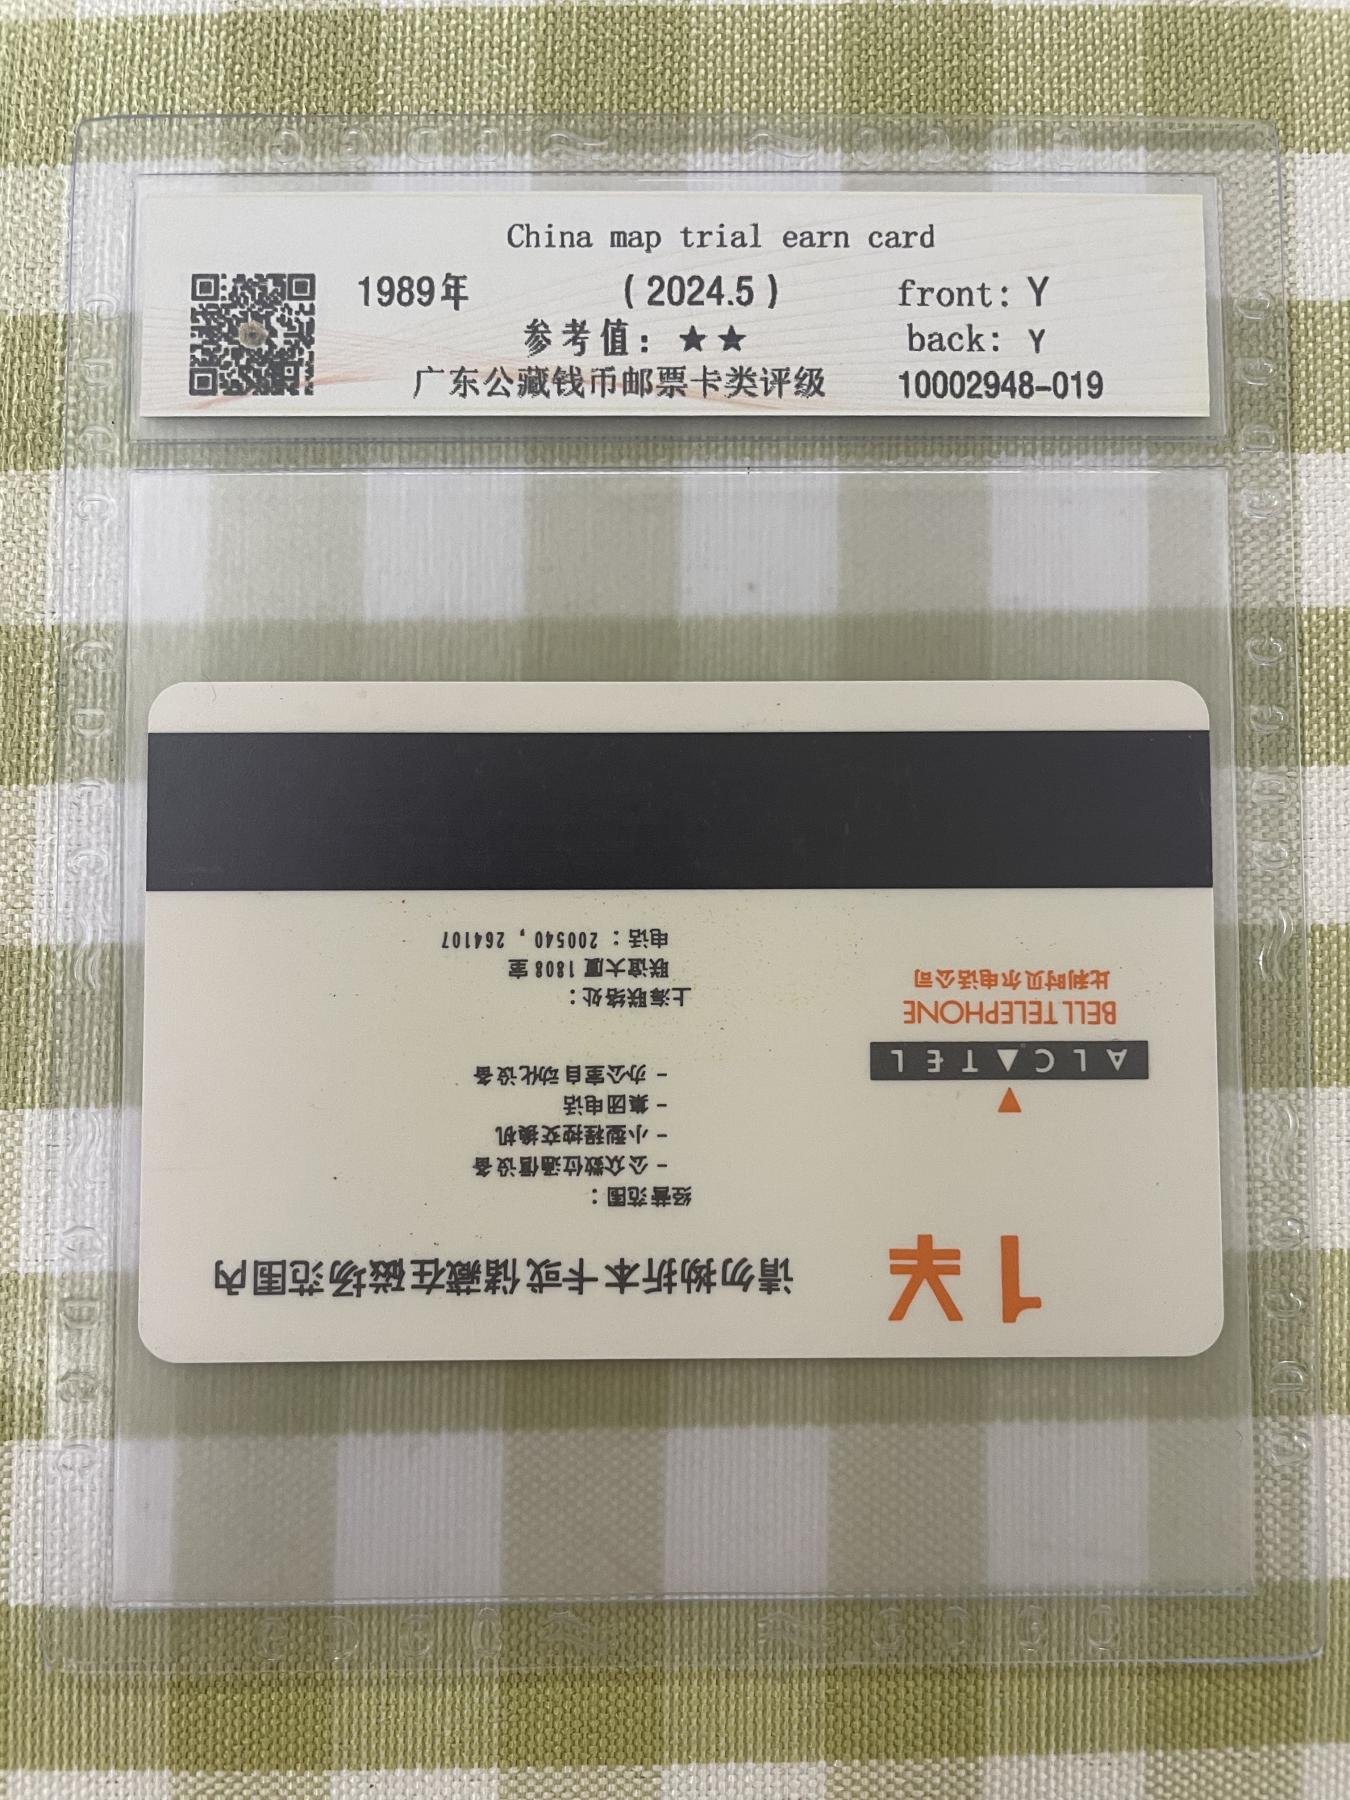 China map trial earn card
1989年 （2024.5） front: Y
参考值：★★ back: Y
广东公藏钱币邮票卡类评级 10002948-019
1¥
请勿拗折本卡或储藏在磁场范围内
ALCATEL
BELL TELEPHONE
比利时贝尔电话公司
经营范围：
- 公众数位通信设备
- 小型程控交换机
- 集团电话
- 办公室自动化设备
上海联络处：
联谊大厦 1808 室
电话：200540，264107